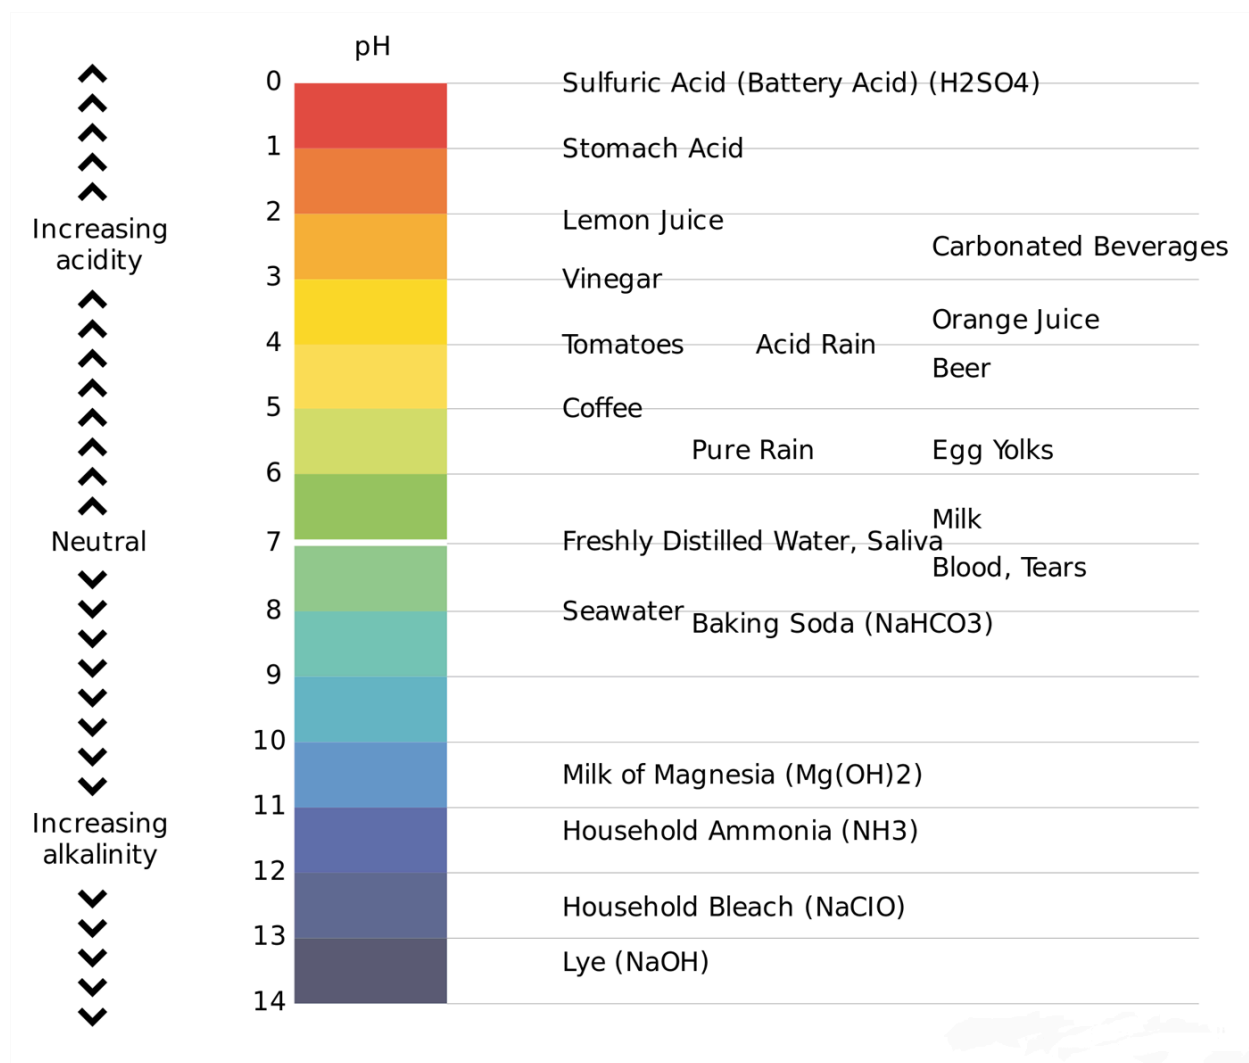 pH
0 Sulfuric Acid (Battery Acid) (H2SO4)
1 Stomach Acid
2 Lemon Juice
Increasing
acidity
Carbonated Beverages
3 Vinegar
Orange Juice
4 Tomatoes Acid Rain
Beer
5 Coffee
Pure Rain Egg Yolks
6
Milk
Neutral 7 Freshly Distilled Water, Saliva
Blood, Tears
8 Seawater
Baking Soda (NaHCO3)
9
10
Milk of Magnesia (Mg(OH)2)
11
Increasing
alkalinity
Household Ammonia (NH3)
12
Household Bleach (NaClO)
13
Lye (NaOH)
14